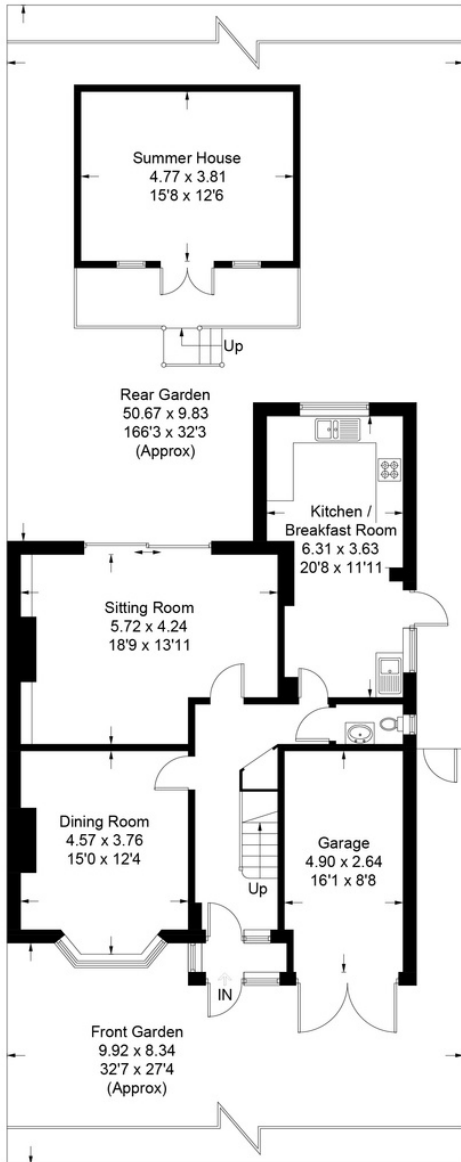 Summer House
4.77 x 3.81
15'8 x 12'6
Up
Rear Garden
50.67 x 9.83
166'3 x 32'3
(Approx)
Kitchen /
Breakfast Room
6.31 x 3.63
20'8 x 11'11
Sitting Room
5.72 x 4.24
18'9 x 13'11
Dining Room
4.57 x 3.76
15'0 x 12'4
Garage
4.90 x 2.64
16'1 x 8'8
Up
IN
Front Garden
9.92 x 8.34
32'7 x 27'4
(Approx)